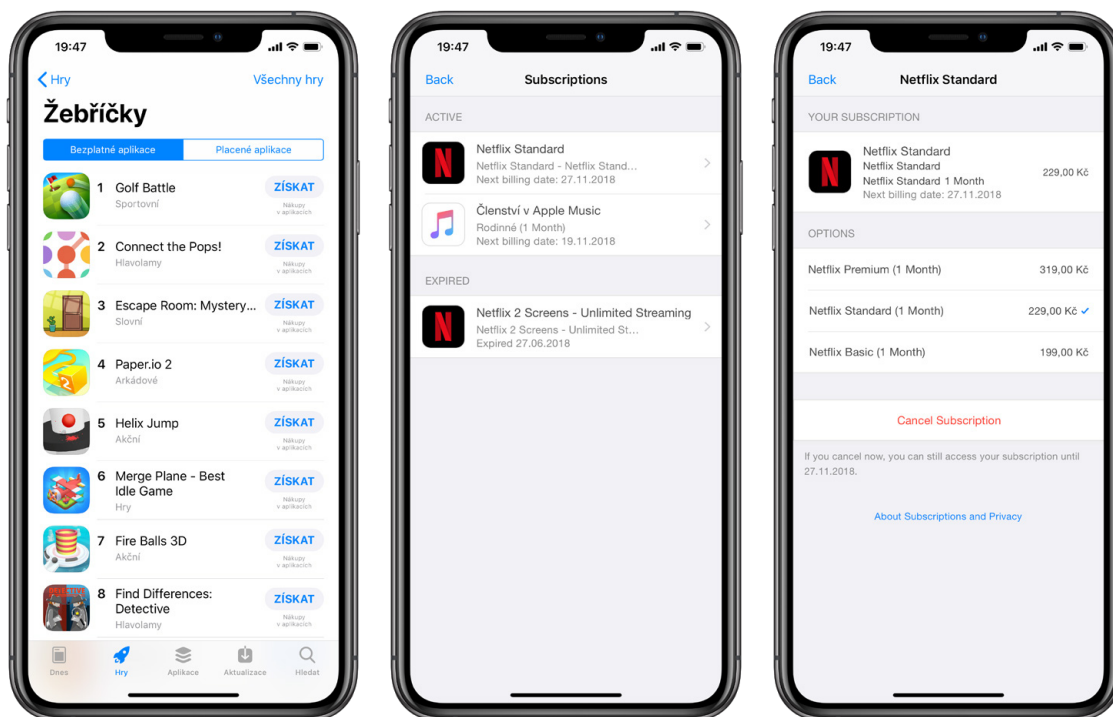 19:47
Hry
Všechny hry
Žebříčky
Bezplatné aplikace
Placené aplikace
1 Golf Battle
Sportovní
ZÍSKAT
Nákupy
v aplikacích
2 Connect the Pops!
Hlavolamy
ZÍSKAT
Nákupy
v aplikacích
3 Escape Room: Mystery...
Slovní
ZÍSKAT
Nákupy
v aplikacích
4 Paper.io 2
Arkádové
ZÍSKAT
Nákupy
v aplikacích
5 Helix Jump
Akční
ZÍSKAT
Nákupy
v aplikacích
6 Merge Plane - Best
Idle Game
Hry
ZÍSKAT
Nákupy
v aplikacích
7 Fire Balls 3D
Akční
ZÍSKAT
Nákupy
v aplikacích
8 Find Differences:
Detective
Hlavolamy
ZÍSKAT
Nákupy
v aplikacích
Dnes
Hry
Aplikace
Aktualizace
Hledat
19:47
Back
Subscriptions
ACTIVE
Netflix Standard
Netflix Standard - Netflix Stand...
Next billing date: 27.11.2018
Členství v Apple Music
Rodinné (1 Month)
Next billing date: 19.11.2018
EXPIRED
Netflix 2 Screens - Unlimited Streaming
Netflix 2 Screens - Unlimited St...
Expired 27.06.2018
19:47
Back
Netflix Standard
YOUR SUBSCRIPTION
Netflix Standard
Netflix Standard
Netflix Standard 1 Month
Next billing date: 27.11.2018
229,00 Kč
OPTIONS
Netflix Premium (1 Month) 319,00 Kč
Netflix Standard (1 Month) 229,00 Kč
Netflix Basic (1 Month) 199,00 Kč
Cancel Subscription
If you cancel now, you can still access your subscription until
27.11.2018.
About Subscriptions and Privacy